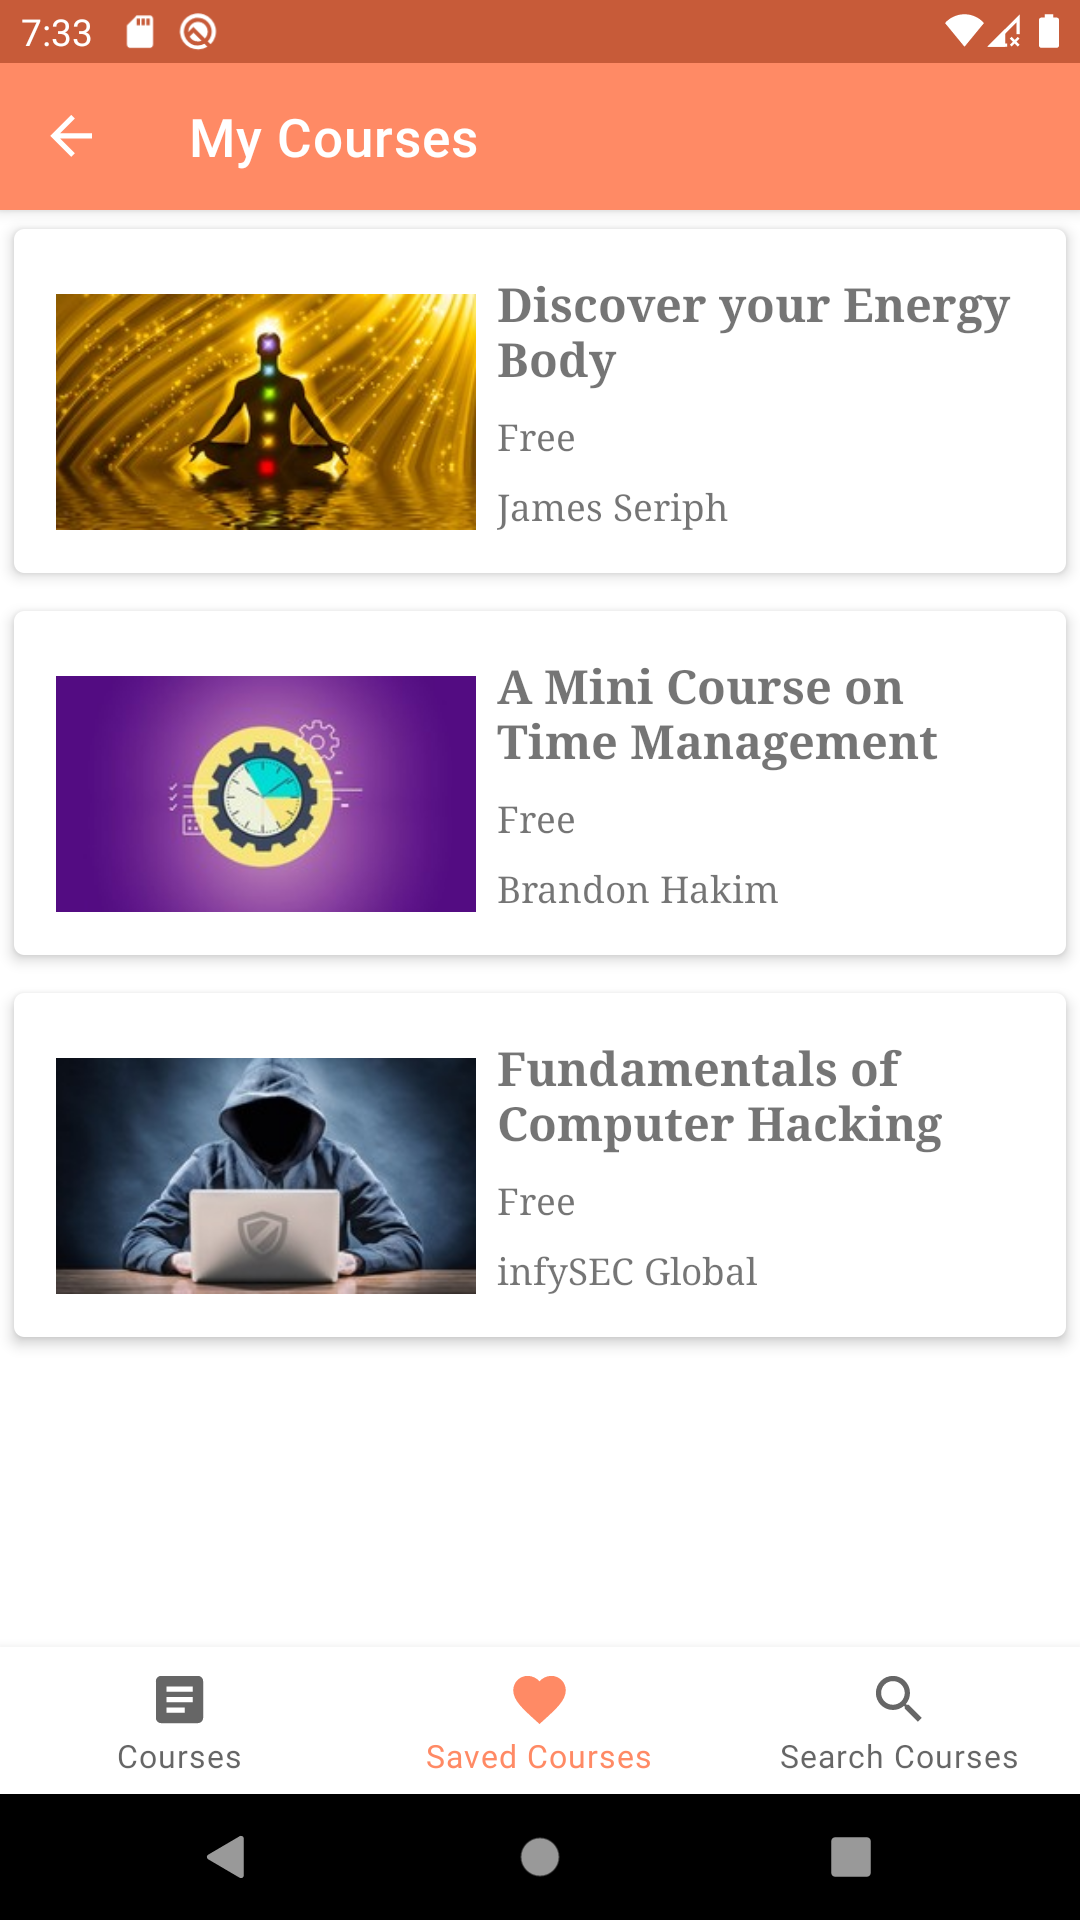 7:33
My Courses
Discover your Energy
Body
Free
James Seriph
A Mini Course on
Time Management
Free
Brandon Hakim
Fundamentals of
Computer Hacking
Free
infySEC Global
Courses
Saved Courses
Search Courses